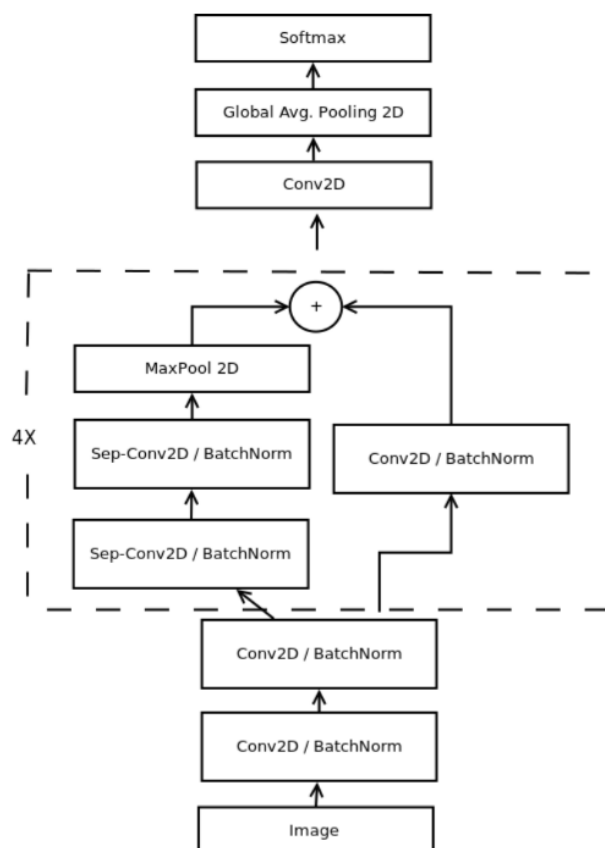 Softmax
Global Avg. Pooling 2D
Conv2D
+
MaxPool 2D
4X
Sep-Conv2D / BatchNorm
Conv2D / BatchNorm
Sep-Conv2D / BatchNorm
Conv2D / BatchNorm
Conv2D / BatchNorm
Image